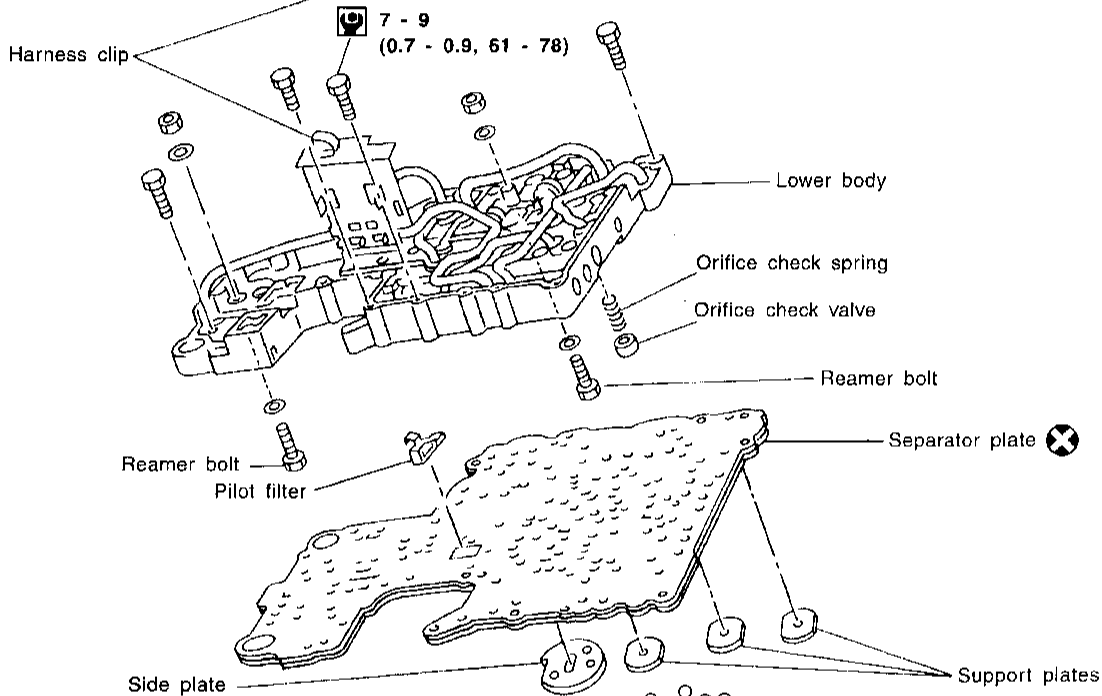 7 - 9
(0.7 - 0.9, 61 - 78)
Harness clip
Lower body
Orifice check spring
Orifice check valve
Reamer bolt
Separator plate
Reamer bolt
Pilot filter
Side plate
Support plates